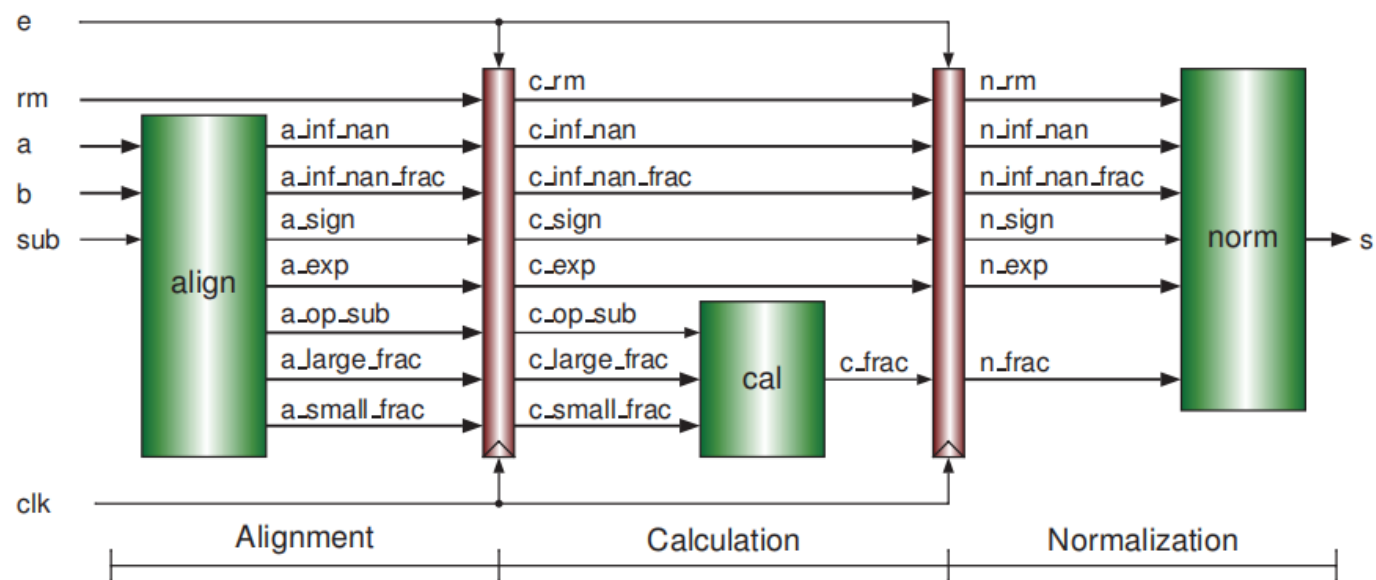 e
rm
c_rm
n_rm
a
a_inf_nan
c_inf_nan
n_inf_nan
b
a_inf_nan_frac
c_inf_nan_frac
n_inf_nan_frac
sub
a_sign
c_sign
n_sign
norm
s
align
a_exp
c_exp
n_exp
a_op_sub
c_op_sub
a_large_frac
c_large_frac
cal
c_frac
n_frac
a_small_frac
c_small_frac
clk
Alignment
Calculation
Normalization